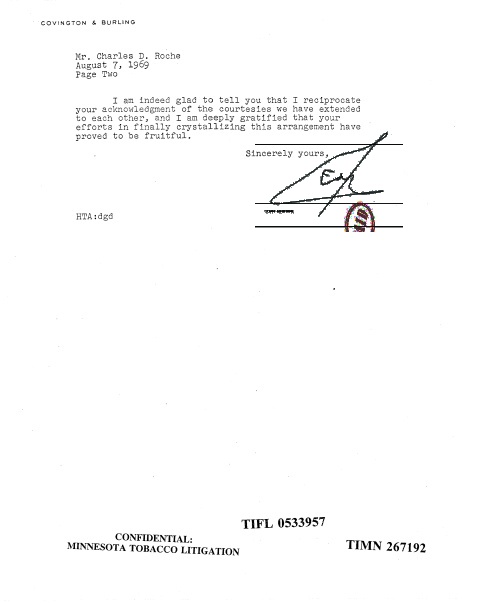 COVINGTON & BURLING
Mr. Charles D. Roche
August 7, 1969
Page Two
I am indeed glad to tell you that I reciprocate
your acknowledgment of the courtesies we have extended
to each other, and I am deeply gratified that your
efforts in finally crystallizing this arrangement have
proved to be fruitful.
Sincerely yours,
HTA:dgd
TIFL 0533957
CONFIDENTIAL:
MINNESOTA TOBACCO LITIGATION
TIMN 267192